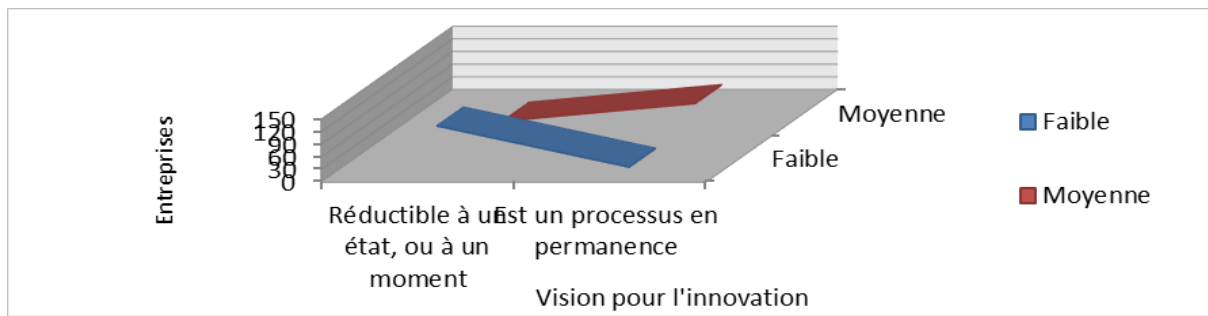 Entreprises
150
120
90
60
30
0
Réductible à un
état, ou à un
moment
Est un processus en
permanence
Vision pour l'innovation
Moyenne
Faible
Faible
Moyenne